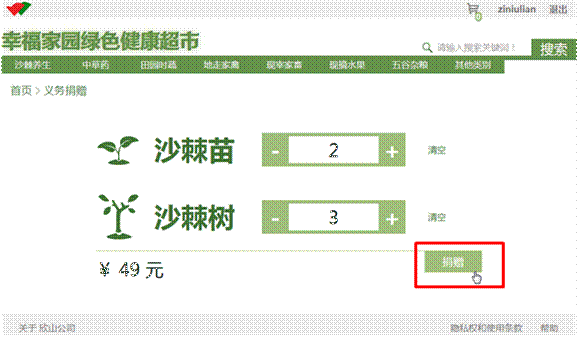 0 ziniulian 退出
幸福家园绿色健康超市
请输入搜索关键词！ 搜索
沙棘养生 中草药 田园时蔬 地走家禽 现宰家畜 现摘水果 五谷杂粮 其他类别
首页 > 义务捐赠
沙棘苗 - 2 + 清空
沙棘树 - 3 + 清空
¥ 49 元 捐赠
关于 欣山公司 隐私权和使用条款 帮助